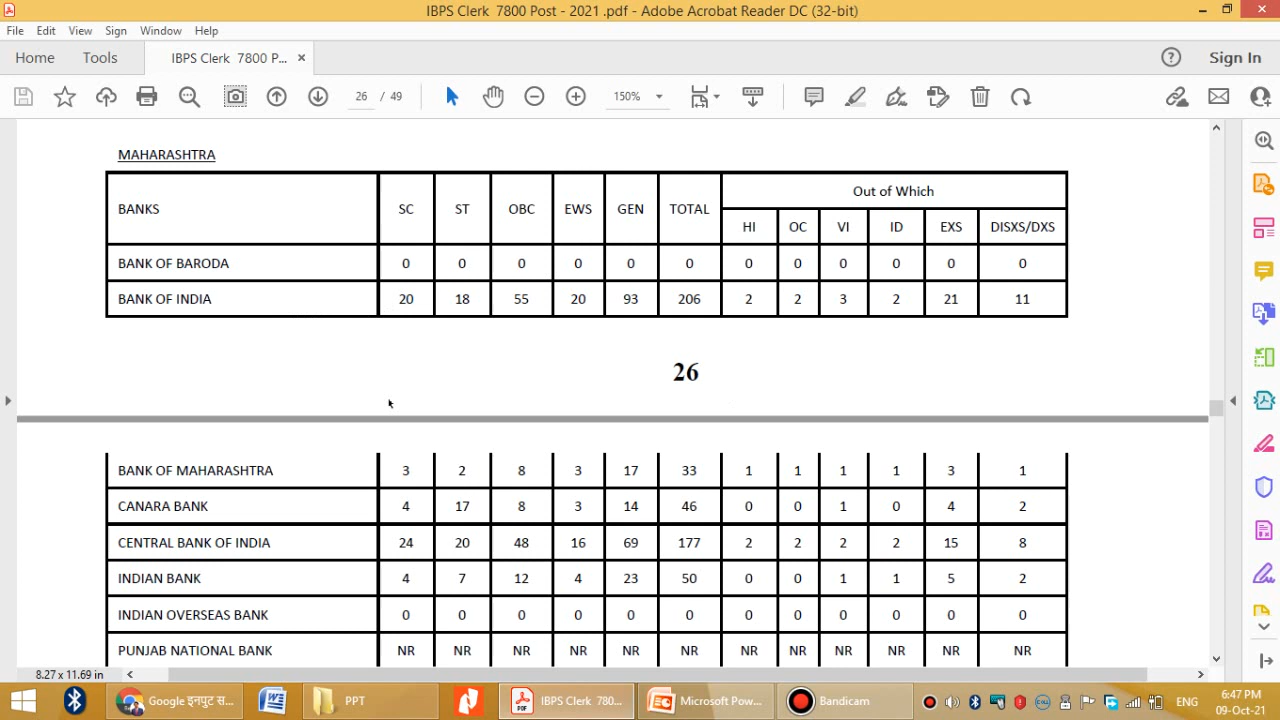 IBPS Clerk 7800 Post - 2021 .pdf - Adobe Acrobat Reader DC (32-bit)
File Edit View Sign Window Help
Home Tools IBPS Clerk 7800 P... × Sign In
26 / 49 150%
MAHARASHTRA
BANKS SC ST OBC EWS GEN TOTAL Out of Which
HI OC VI ID EXS DISXS/DXS
BANK OF BARODA 0 0 0 0 0 0 0 0 0 0 0 0
BANK OF INDIA 20 18 55 20 93 206 2 2 3 2 21 11
26
BANK OF MAHARASHTRA 3 2 8 3 17 33 1 1 1 1 3 1
CANARA BANK 4 17 8 3 14 46 0 0 1 0 4 2
CENTRAL BANK OF INDIA 24 20 48 16 69 177 2 2 2 2 15 8
INDIAN BANK 4 7 12 4 23 50 0 0 1 1 5 2
INDIAN OVERSEAS BANK 0 0 0 0 0 0 0 0 0 0 0 0
PUNJAB NATIONAL BANK NR NR NR NR NR NR NR NR NR NR NR NR
8.27 x 11.69 in
Google इनपुट स... PPT IBPS Clerk 780... Microsoft Pow... Bandicam ENG 6:47 PM
09-Oct-21